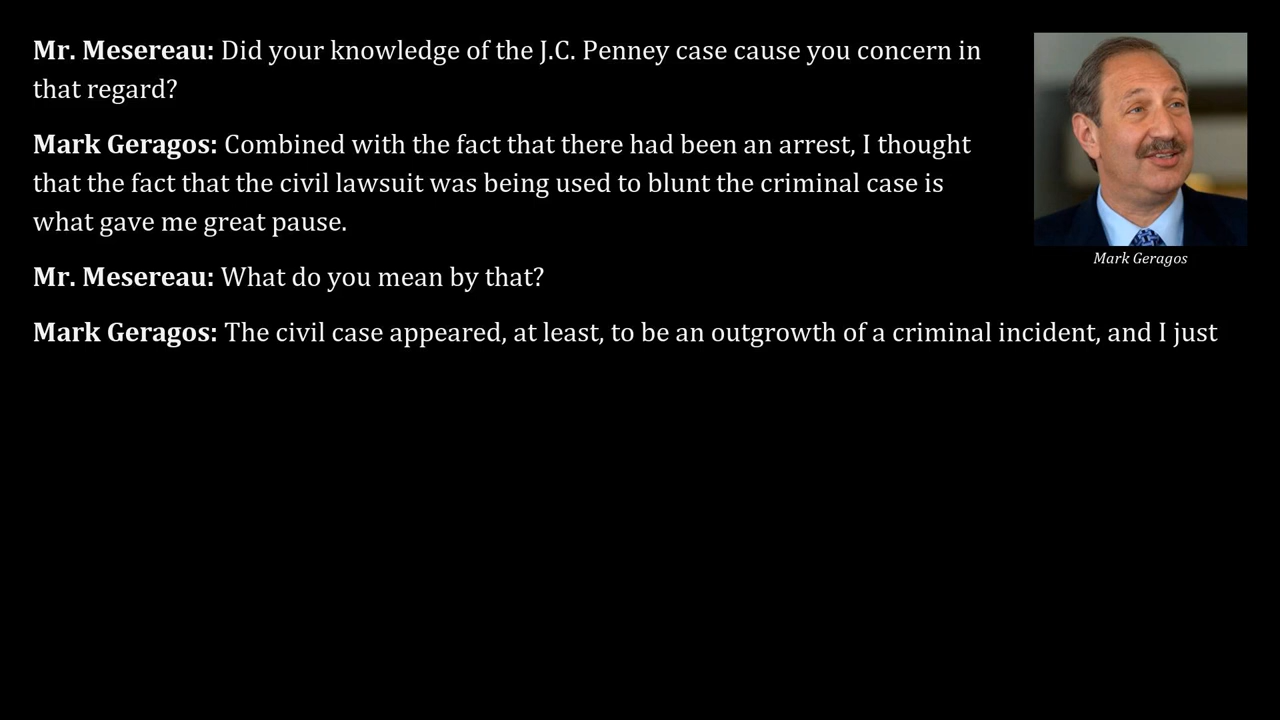 Mr. Mesereau: Did your knowledge of the J.C. Penney case cause you concern in
that regard?
Mark Geragos: Combined with the fact that there had been an arrest, I thought
that the fact that the civil lawsuit was being used to blunt the criminal case is
what gave me great pause.
Mark Geragos
Mr. Mesereau: What do you mean by that?
Mark Geragos: The civil case appeared, at least, to be an outgrowth of a criminal incident, and I just